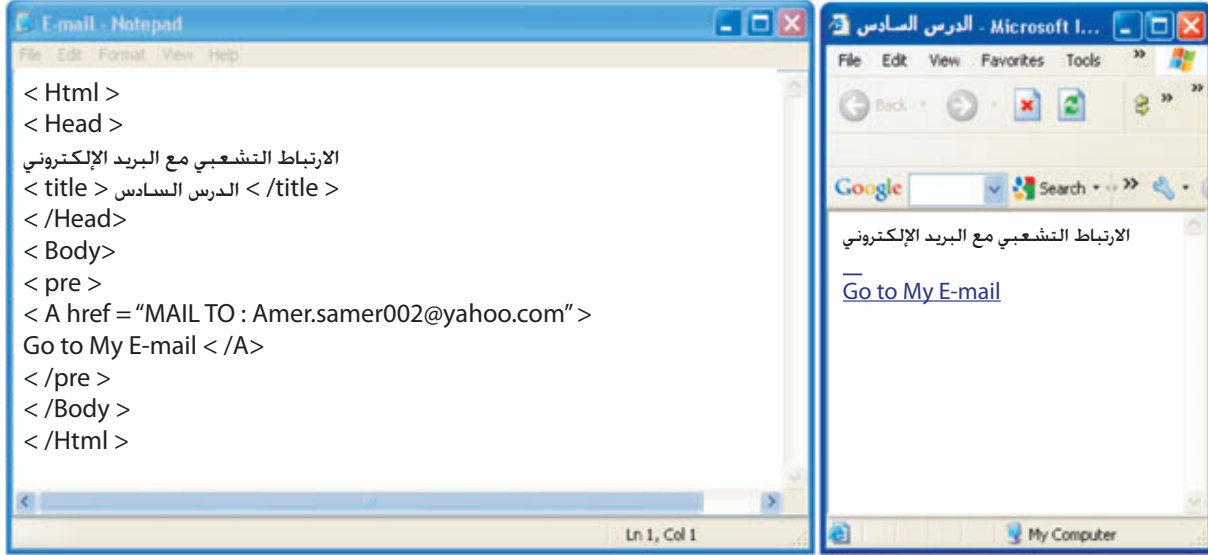 E-mail - Notepad
File Edit Format View Help
< Html >
< Head >
الارتباط التشعبي مع البريد الإلكتروني
< title > الدرس السادس < /title >
< /Head>
< Body>
< pre >
< A href = “MAIL TO : Amer.samer002@yahoo.com” >
Go to My E-mail < /A>
< /pre >
< /Body >
< /Html >
Ln 1, Col 1
الدرس السادس - Microsoft I...
File Edit View Favorites Tools »
Back » »
Google Search »
الارتباط التشعبي مع البريد الإلكتروني
Go to My E-mail
My Computer